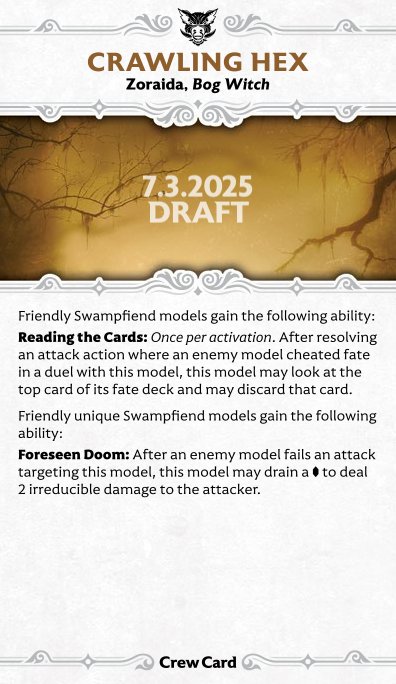 CRAWLING HEX
Zoraida, Bog Witch
7.3.2025
DRAFT
Friendly Swampfiend models gain the following ability:
Reading the Cards: Once per activation. After resolving
an attack action where an enemy model cheated fate
in a duel with this model, this model may look at the
top card of its fate deck and may discard that card.
Friendly unique Swampfiend models gain the following
ability:
Foreseen Doom: After an enemy model fails an attack
targeting this model, this model may drain a to deal
2 irreducible damage to the attacker.
Crew Card